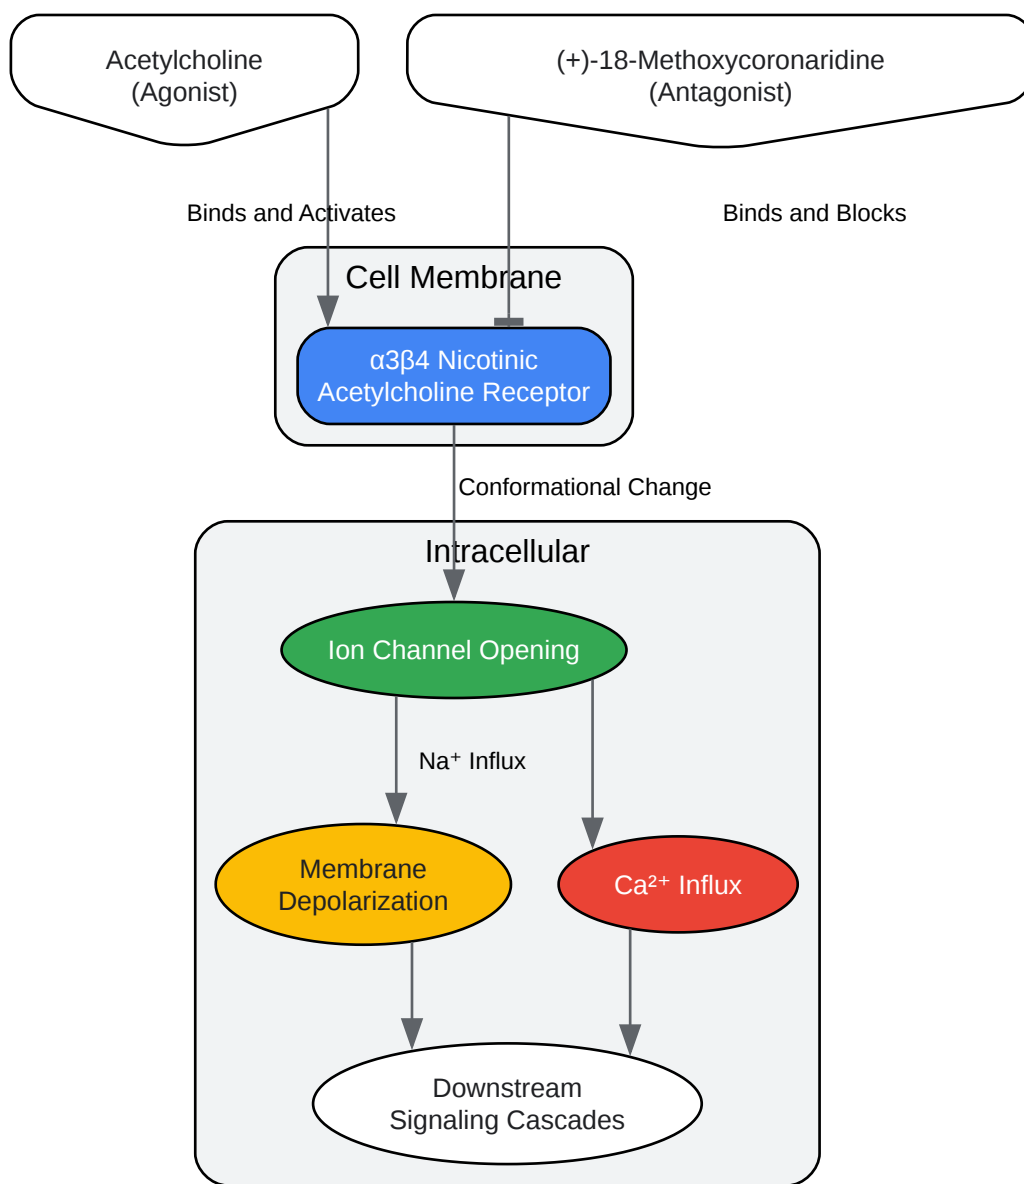 Acetylcholine
(Agonist)
(+)-18-Methoxycoronaridine
(Antagonist)
Binds and Activates
Binds and Blocks
Cell Membrane
α3β4 Nicotinic
Acetylcholine Receptor
Conformational Change
Intracellular
Ion Channel Opening
Na⁺ Influx
Membrane
Depolarization
Ca²⁺ Influx
Downstream
Signaling Cascades